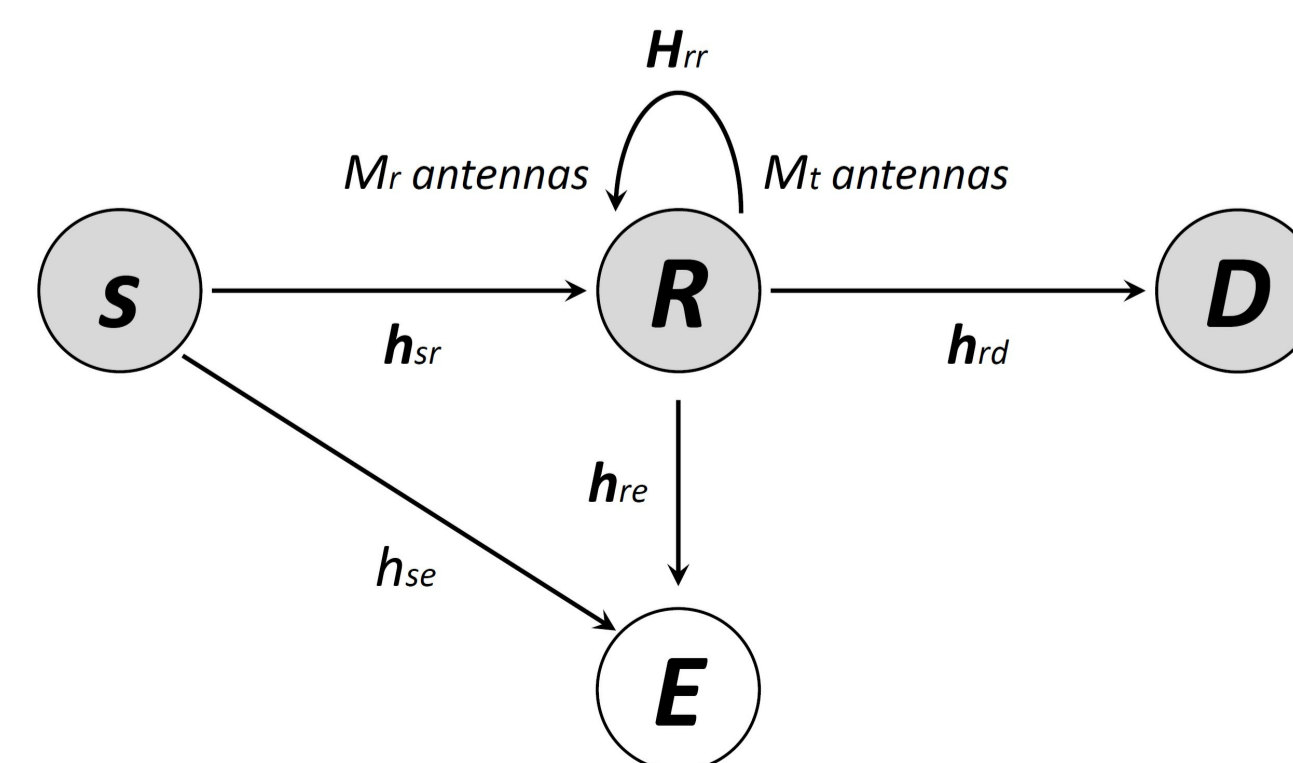 Hrr
Mr antennas
Mt antennas
S
R
D
hsr
hrd
hre
hse
E